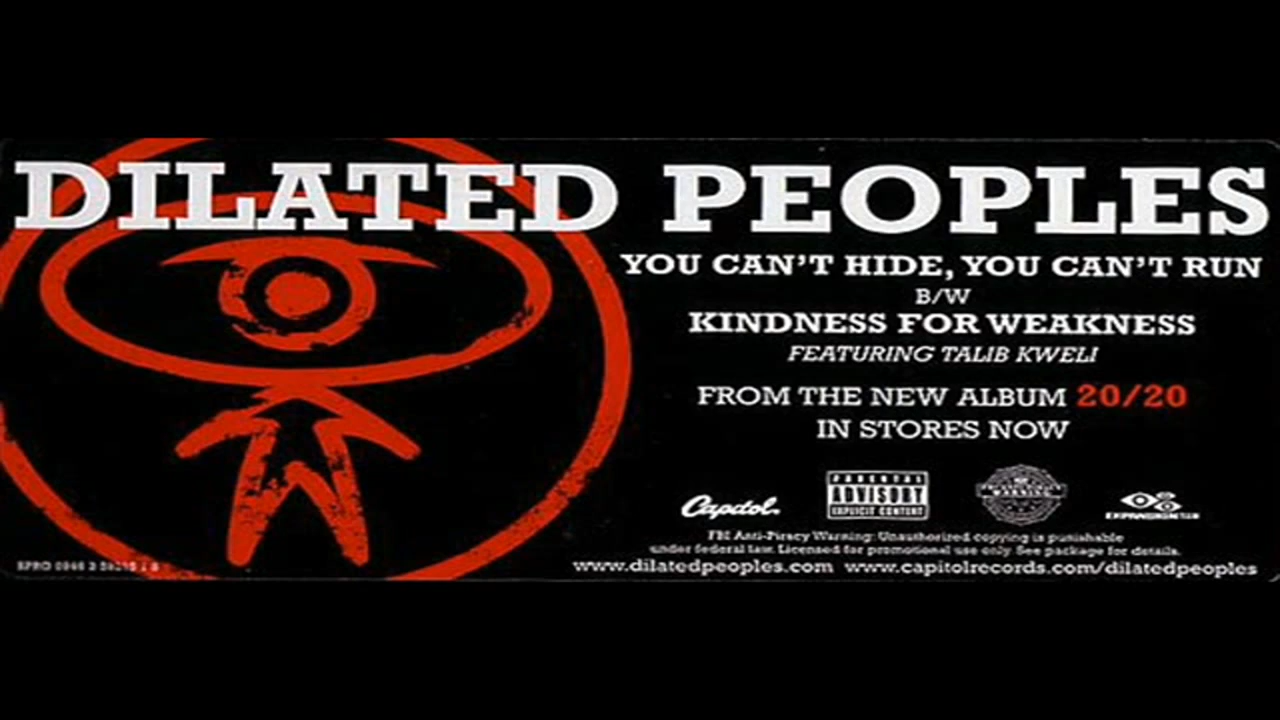 DILATED PEOPLES
YOU CAN'T HIDE, YOU CAN'T RUN
B/W
KINDNESS FOR WEAKNESS
FEATURING TALIB KWELI
FROM THE NEW ALBUM 20/20
IN STORES NOW
Capitol
PARENTAL
ADVISORY
EXPLICIT CONTENT
EXPANSION TEAM
FBI Anti-Piracy Warning: Unauthorized copying is punishable
under federal law. Licensed for promotional use only. See package for details.
www.dilatedpeoples.com www.capitolrecords.com/dilatedpeoples